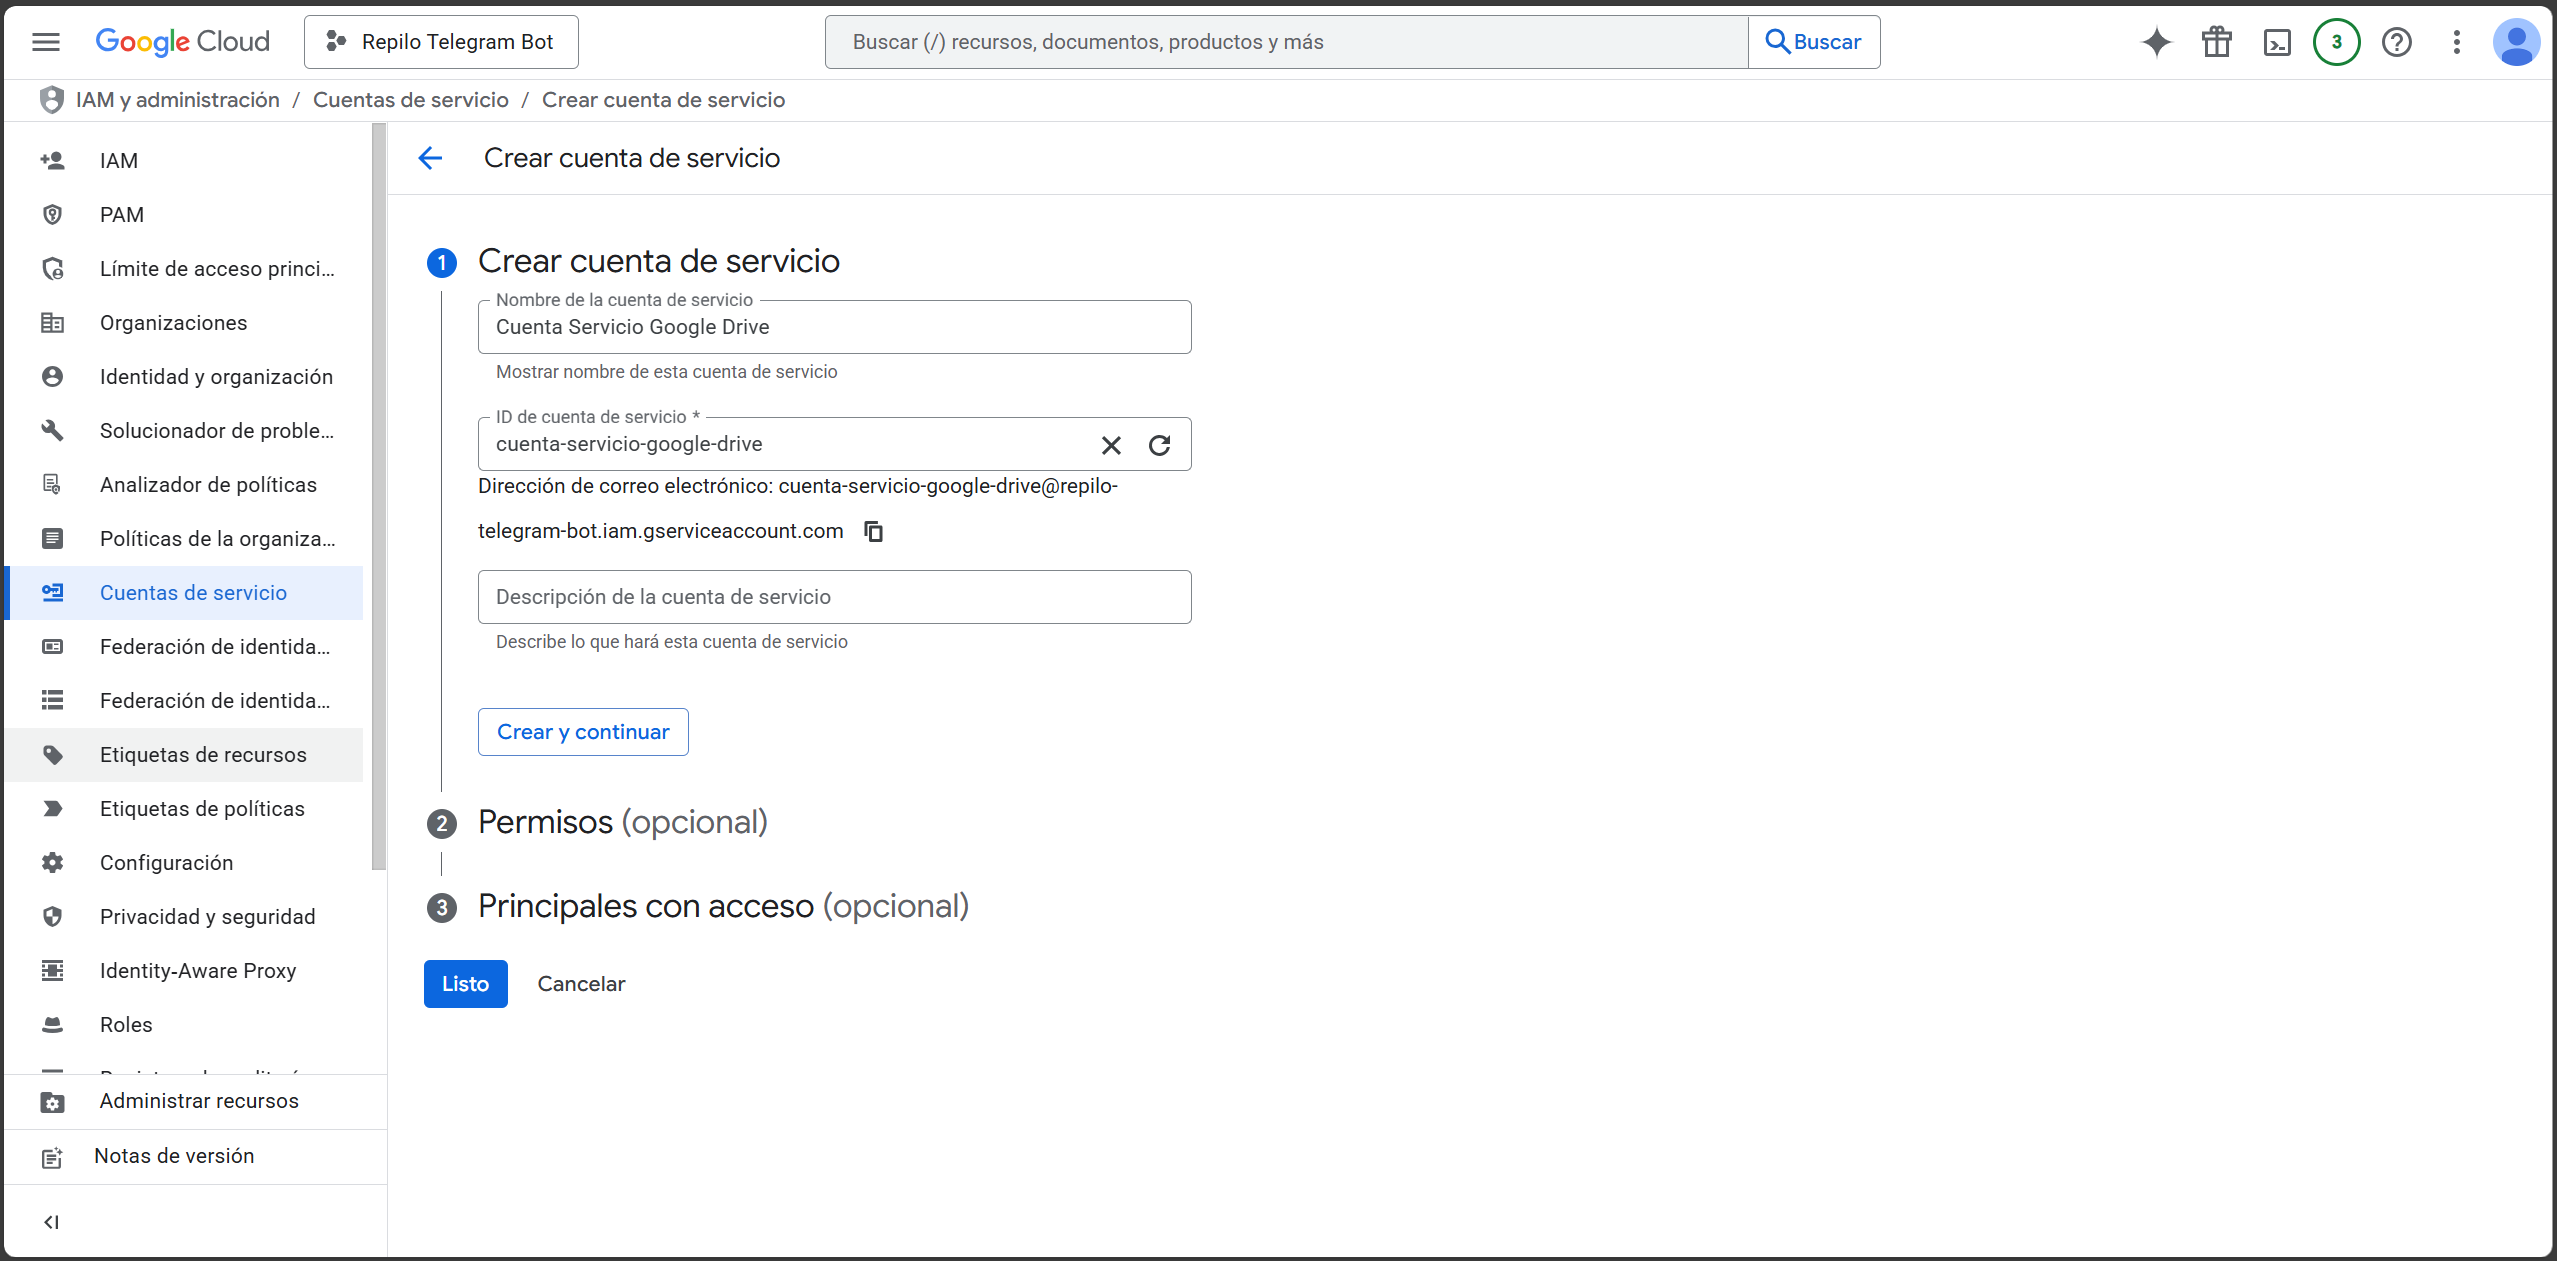 Google Cloud
Repilo Telegram Bot
Buscar (/) recursos, documentos, productos y más
Buscar
3
IAM y administración / Cuentas de servicio / Crear cuenta de servicio
IAM
PAM
Límite de acceso princi...
Organizaciones
Identidad y organización
Solucionador de proble...
Analizador de políticas
Políticas de la organiza...
Cuentas de servicio
Federación de identida...
Federación de identida...
Etiquetas de recursos
Etiquetas de políticas
Configuración
Privacidad y seguridad
Identity-Aware Proxy
Roles
Administrar recursos
Notas de versión
Crear cuenta de servicio
1 Crear cuenta de servicio
Nombre de la cuenta de servicio
Cuenta Servicio Google Drive
Mostrar nombre de esta cuenta de servicio
ID de cuenta de servicio *
cuenta-servicio-google-drive
Dirección de correo electrónico: cuenta-servicio-google-drive@repilo-
telegram-bot.iam.gserviceaccount.com
Descripción de la cuenta de servicio
Describe lo que hará esta cuenta de servicio
Crear y continuar
2 Permisos (opcional)
3 Principales con acceso (opcional)
Listo
Cancelar